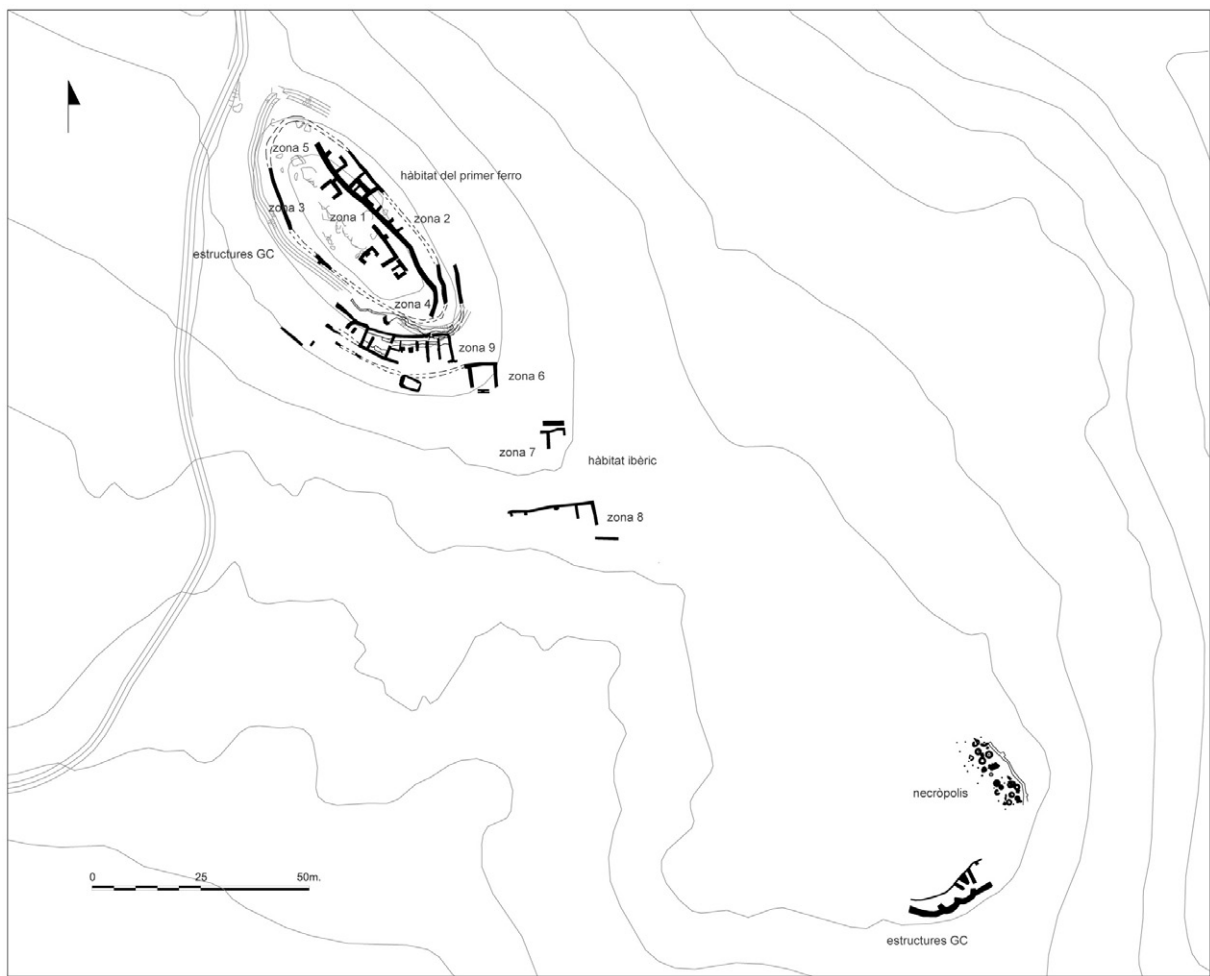 zona 5
hàbitat del primer ferro
zona 3
zona 1
zona 2
estructures GC
zona 4
zona 9
zona 6
zona 7
hàbitat ibèric
zona 8
necròpolis
0 25 50m.
estructures GC